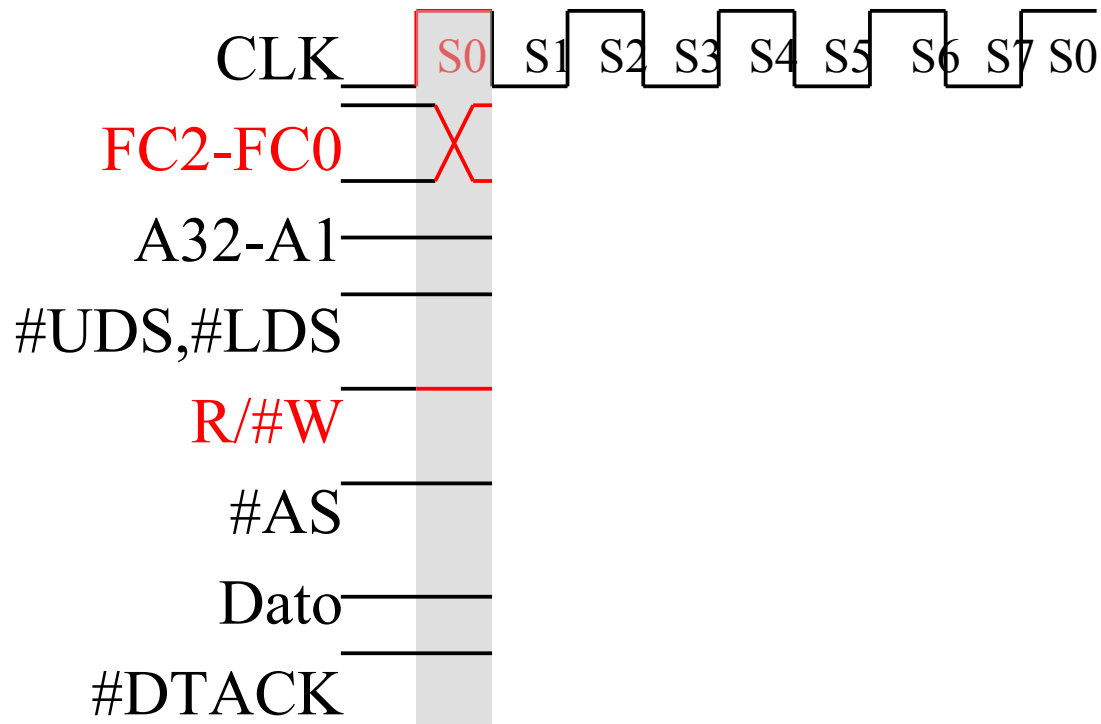 CLK S0 S1 S2 S3 S4 S5 S6 S7 S0
FC2-FC0
A32-A1
#UDS,#LDS
R/#W
#AS
Dato
#DTACK